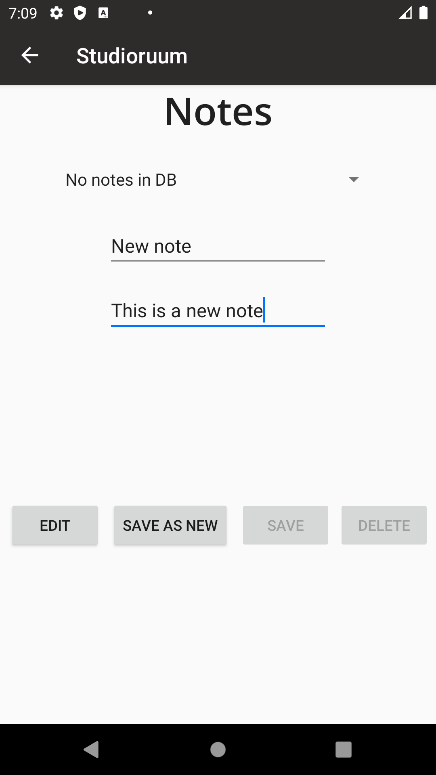 7:09
Studioruum
Notes
No notes in DB
New note
This is a new note
EDIT SAVE AS NEW SAVE DELETE